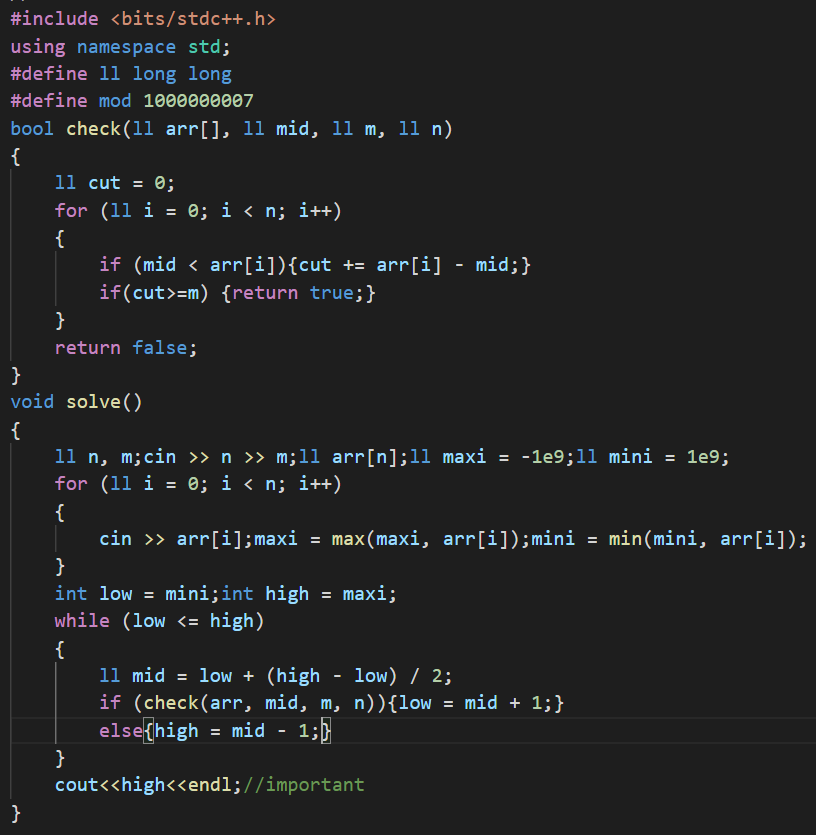 #include <bits/stdc++.h>
using namespace std;
#define ll long long
#define mod 1000000007
bool check(ll arr[], ll mid, ll m, ll n)
{
    ll cut = 0;
    for (ll i = 0; i < n; i++)
    {
        if (mid < arr[i]){cut += arr[i] - mid;}
        if(cut>=m) {return true;}
    }
    return false;
}
void solve()
{
    ll n, m;cin >> n >> m;ll arr[n];ll maxi = -1e9;ll mini = 1e9;
    for (ll i = 0; i < n; i++)
    {
        cin >> arr[i];maxi = max(maxi, arr[i]);mini = min(mini, arr[i]);
    }
    int low = mini;int high = maxi;
    while (low <= high)
    {
        ll mid = low + (high - low) / 2;
        if (check(arr, mid, m, n)){low = mid + 1;}
        else{high = mid - 1;}
    }
    cout<<high<<endl;//important
}